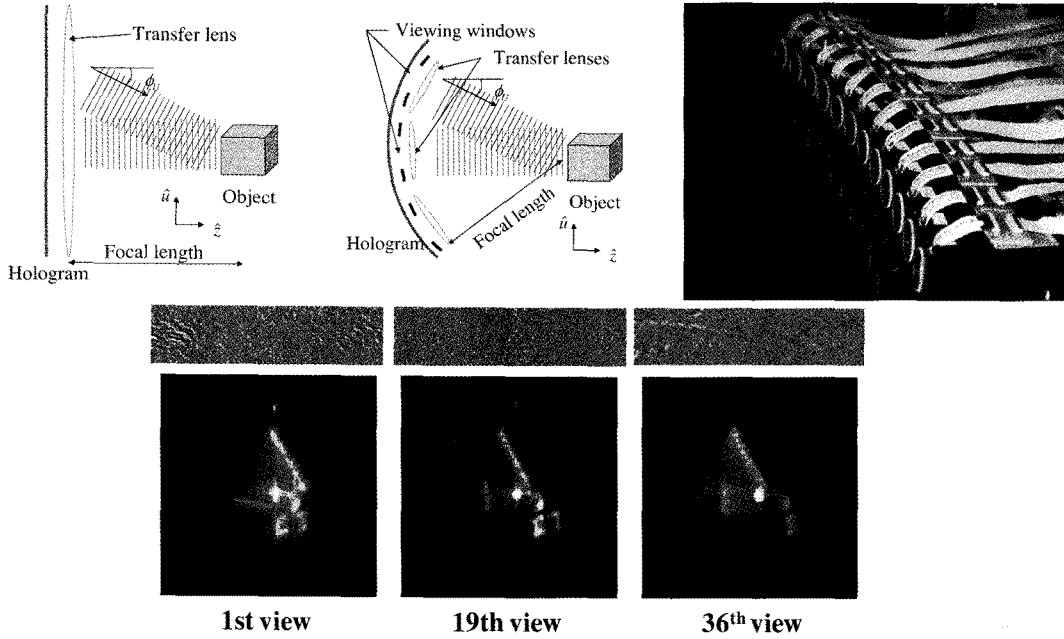 Transfer lens
ϕ
Object
û
ẑ
Focal length
Hologram
Viewing windows
Transfer lenses
Object
Focal length
Hologram
û
ẑ
1st view
19th view
36th view